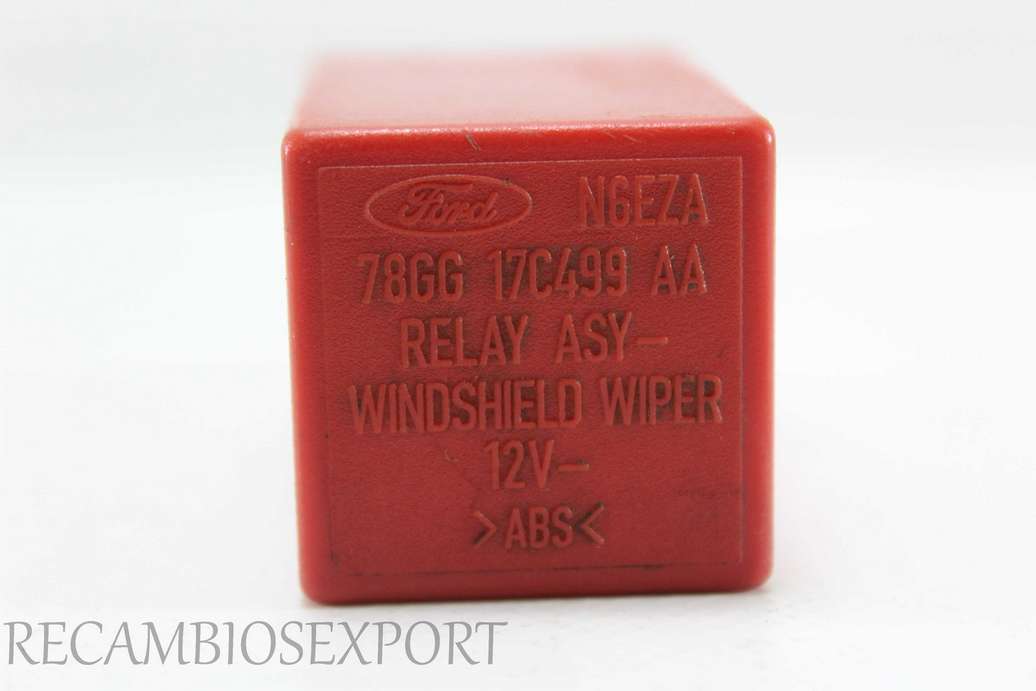 Ford N6EZA
78GG 17C499 AA
RELAY ASY-
WINDSHIELD WIPER
12V-
>ABS<
RECAMBIOSEXPORT